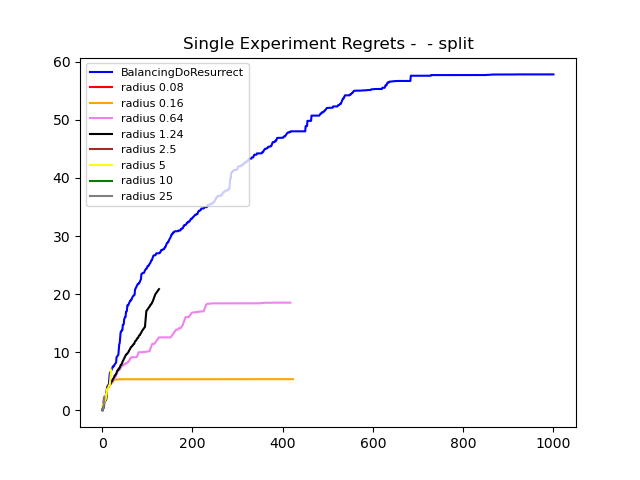 Single Experiment Regrets -  - split
60
50
40
30
20
10
0
BalancingDoResurrect
radius 0.08
radius 0.16
radius 0.64
radius 1.24
radius 2.5
radius 5
radius 10
radius 25
0 200 400 600 800 1000